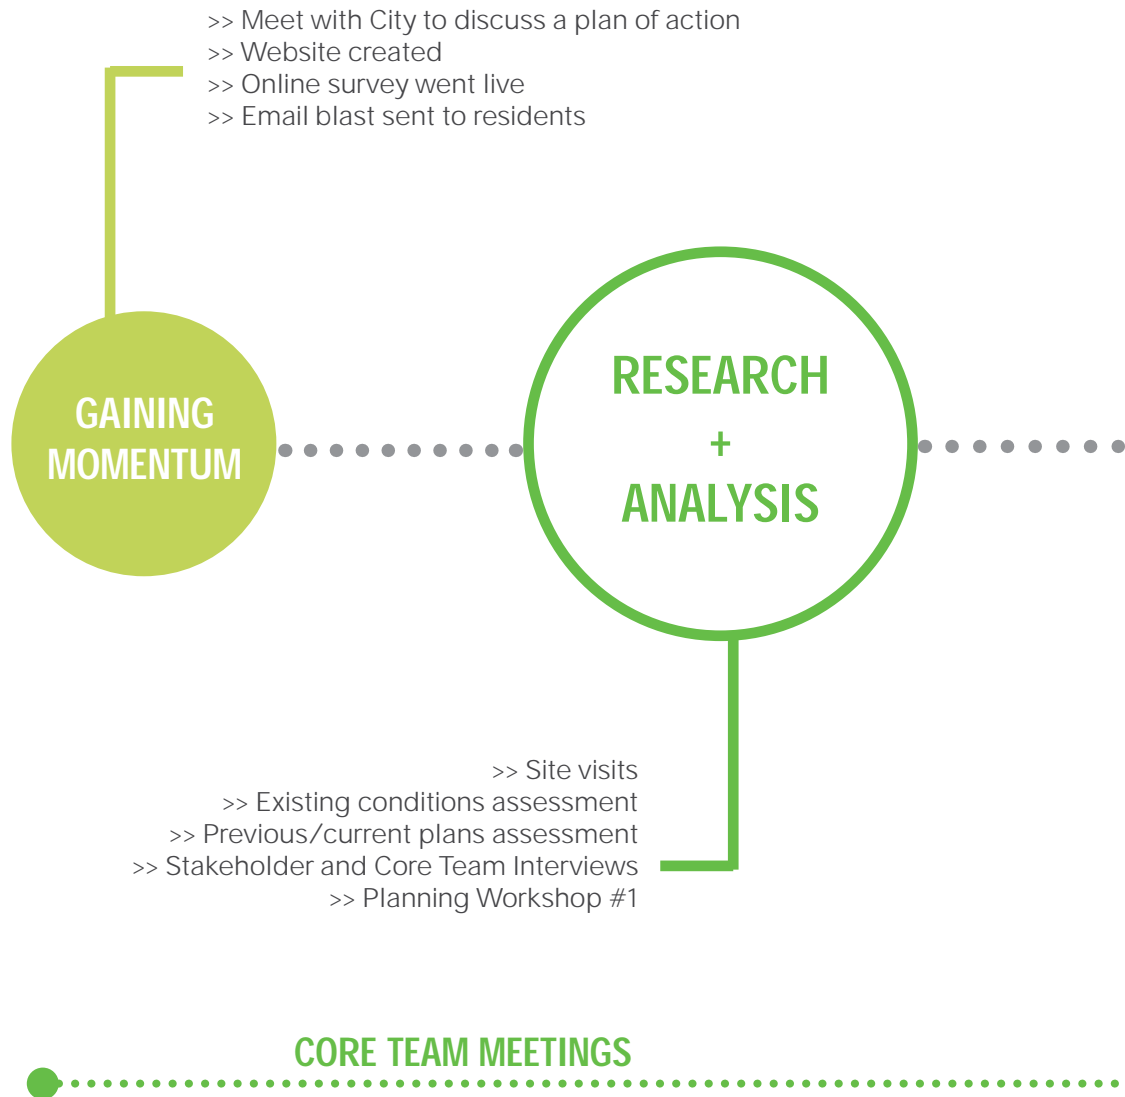 >> Meet with City to discuss a plan of action
>> Website created
>> Online survey went live
>> Email blast sent to residents
GAINING
MOMENTUM
RESEARCH
+
ANALYSIS
>> Site visits
>> Existing conditions assessment
>> Previous/current plans assessment
>> Stakeholder and Core Team Interviews
>> Planning Workshop #1
CORE TEAM MEETINGS